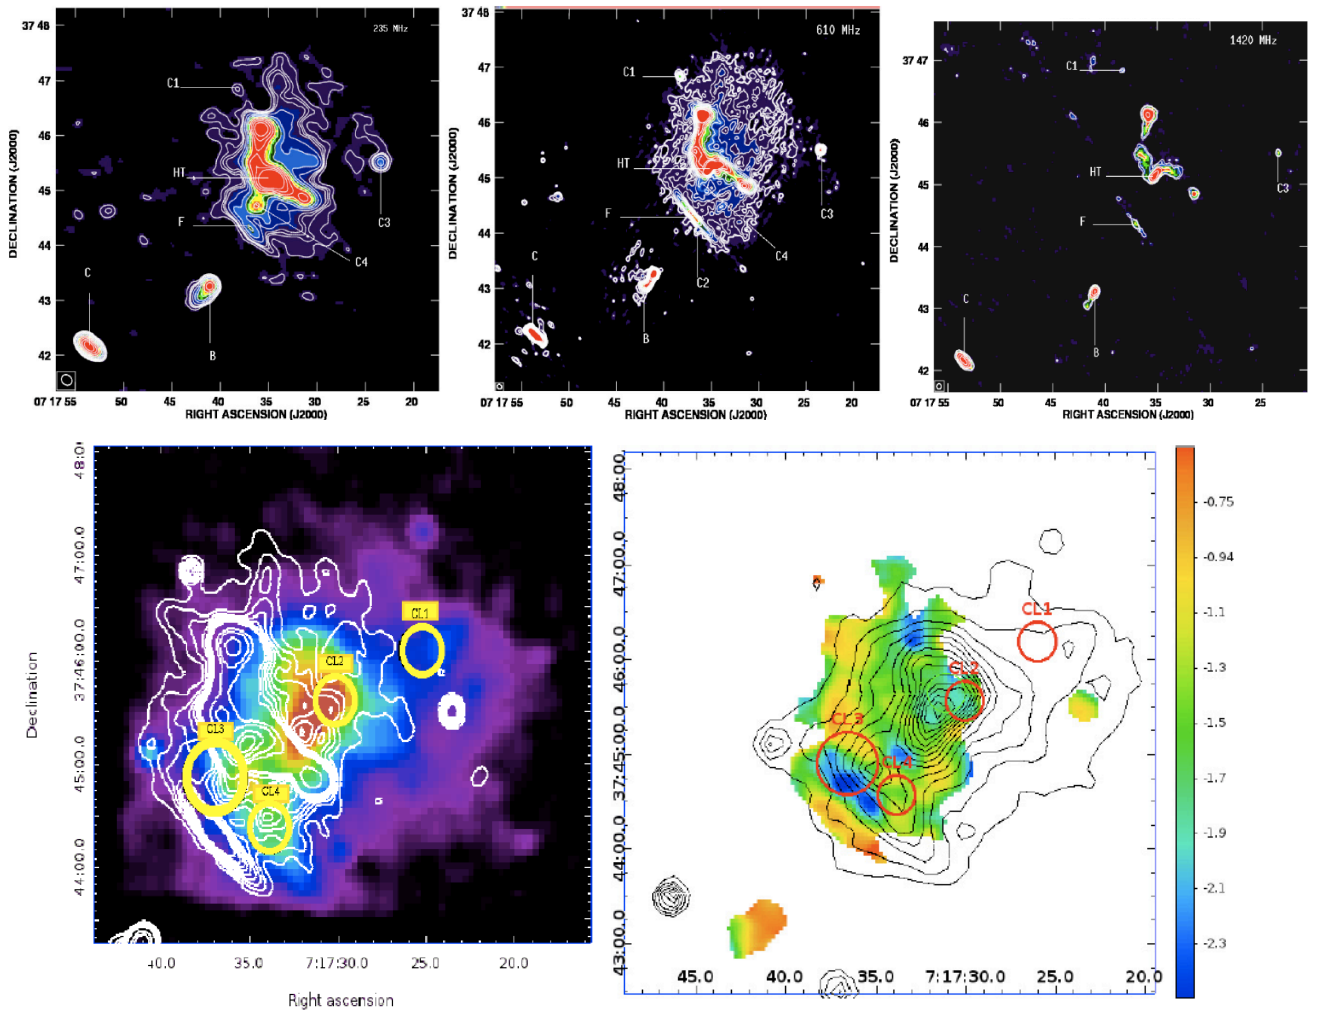 37 48
47
46
45
44
43
42
DECLINATION (J2000)
235 MHz
C1
HT
F
C3
C4
C
B
07 17 55 50 45 40 35 30 25 20
RIGHT ASCENSION (J2000)
37 48
47
46
45
44
43
42
DECLINATION (J2000)
610 MHz
C1
HT
F
C3
C4
C2
C
B
07 17 55 50 45 40 35 30 25 20
RIGHT ASCENSION (J2000)
37 47
46
45
44
43
42
DECLINATION (J2000)
1420 MHz
C1
HT
C3
F
C
B
07 17 55 50 45 40 35 30 25
RIGHT ASCENSION (J2000)
47:00.0
37:46:00.0
45:00.0
44:00.0
Declination
CL1
CL2
CL3
CL4
40.0 35.0 7:17:30.0 25.0 20.0
Right ascension
48:00.0
47:00.0
46:00.0
37:45:00.0
44:00.0
43:00.0
CL1
CL2
CL3
CL4
45.0 40.0 35.0 7:17:30.0 25.0 20.0
-0.75
-0.94
-1.1
-1.3
-1.5
-1.7
-1.9
-2.1
-2.3